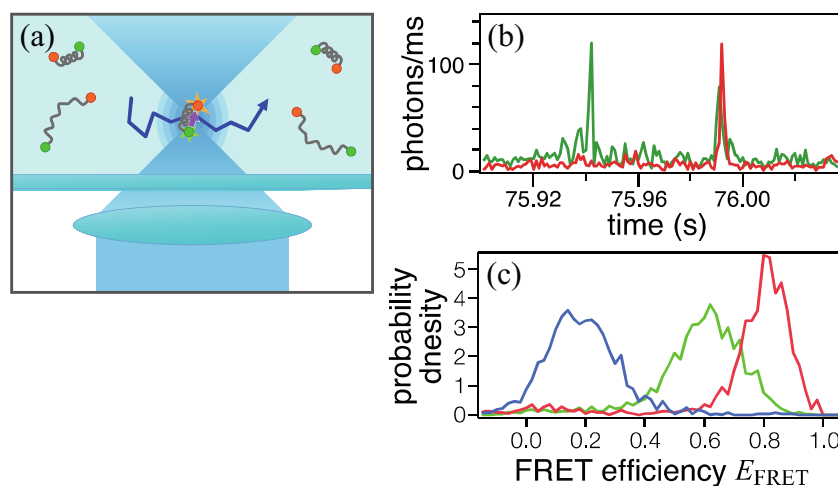 (a)
(b)
photons/ms
100
0
75.92
75.96
76.00
time (s)
(c)
probability
dnesity
5
4
3
2
1
0
0.0
0.2
0.4
0.6
0.8
1.0
FRET efficiency E_FRET